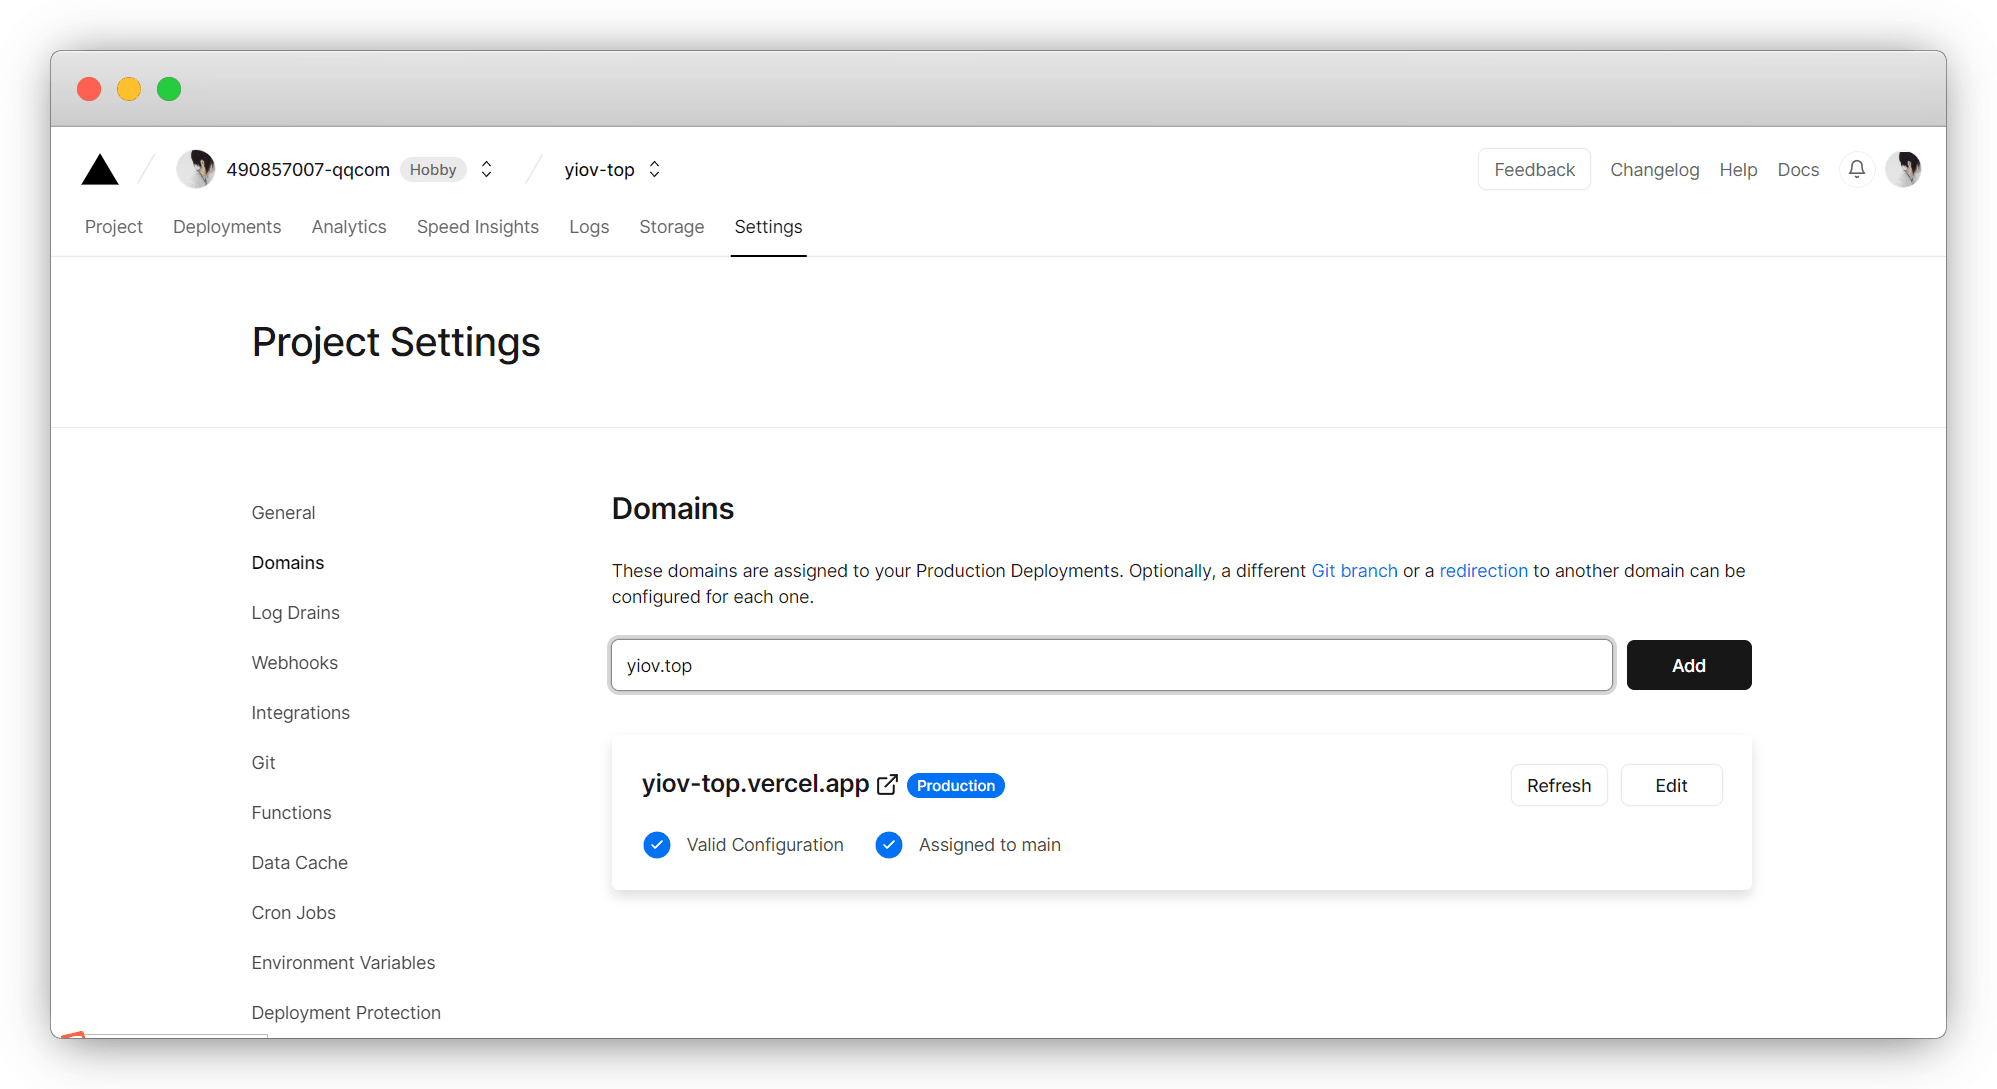 490857007-qqcom Hobby yiov-top Feedback Changelog Help Docs
Project Deployments Analytics Speed Insights Logs Storage Settings
Project Settings
General
Domains
Log Drains
Webhooks
Integrations
Git
Functions
Data Cache
Cron Jobs
Environment Variables
Deployment Protection
Domains
These domains are assigned to your Production Deployments. Optionally, a different Git branch or a redirection to another domain can be
configured for each one.
yiov.top Add
yiov-top.vercel.app Production Refresh Edit
Valid Configuration Assigned to main